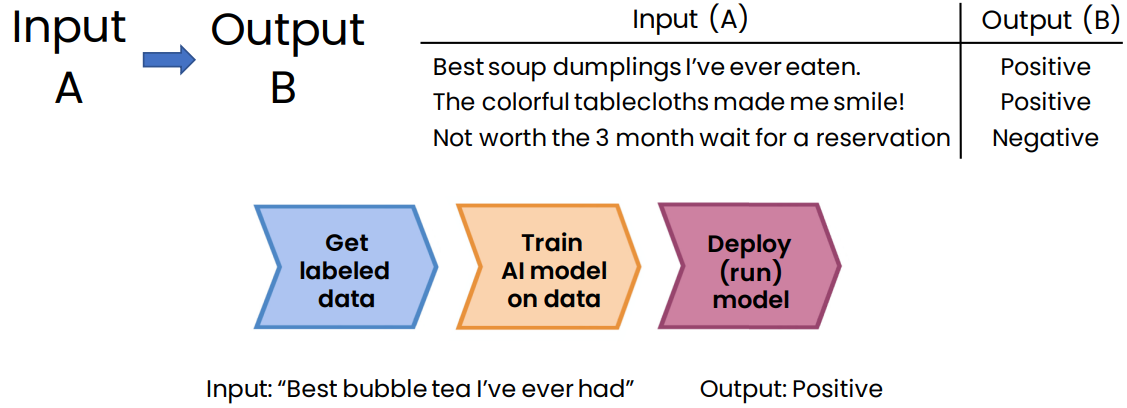 Input
A
Output
B
Input (A) Output (B)
Best soup dumplings I've ever eaten. Positive
The colorful tablecloths made me smile! Positive
Not worth the 3 month wait for a reservation Negative
Get
labeled
data
Train
AI model
on data
Deploy
(run)
model
Input: “Best bubble tea I've ever had” Output: Positive